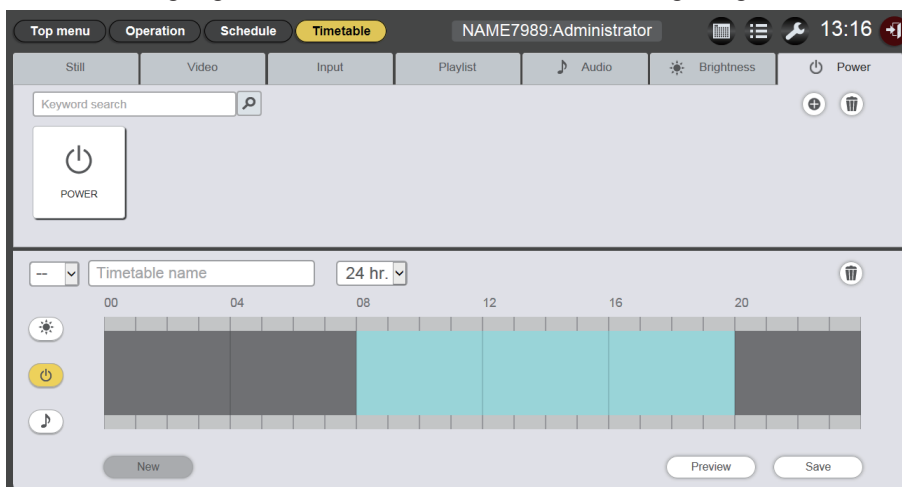 Top menu Operation Schedule Timetable NAME7989:Administrator 13:16
Still Video Input Playlist Audio Brightness Power
Keyword search
POWER
-- Timetable name 24 hr.
00 04 08 12 16 20
New Preview Save